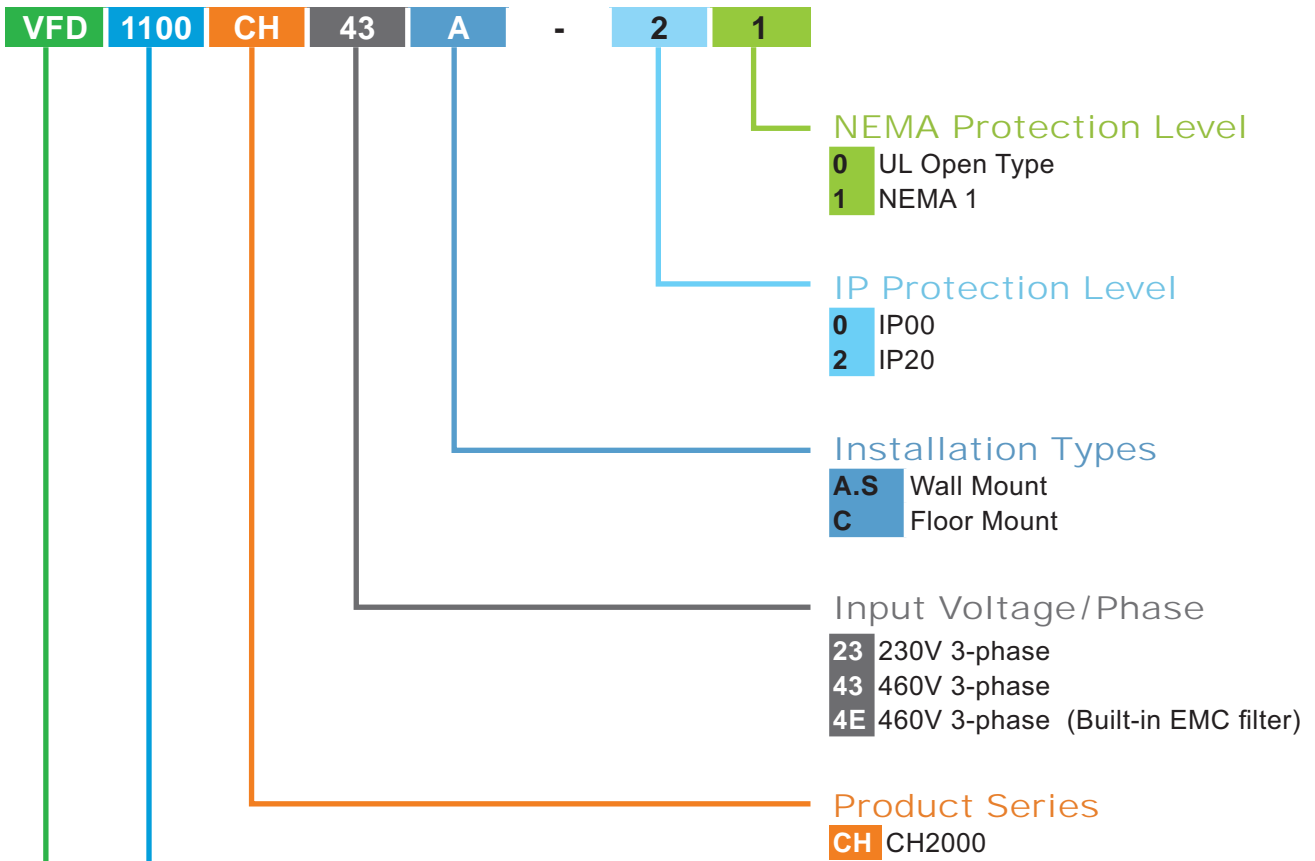 VFD 1100 CH 43 A - 2 1
NEMA Protection Level
0 UL Open Type
1 NEMA 1
IP Protection Level
0 IP00
2 IP20
Installation Types
A.S Wall Mount
C Floor Mount
Input Voltage/Phase
23 230V 3-phase
43 460V 3-phase
4E 460V 3-phase (Built-in EMC filter)
Product Series
CH CH2000